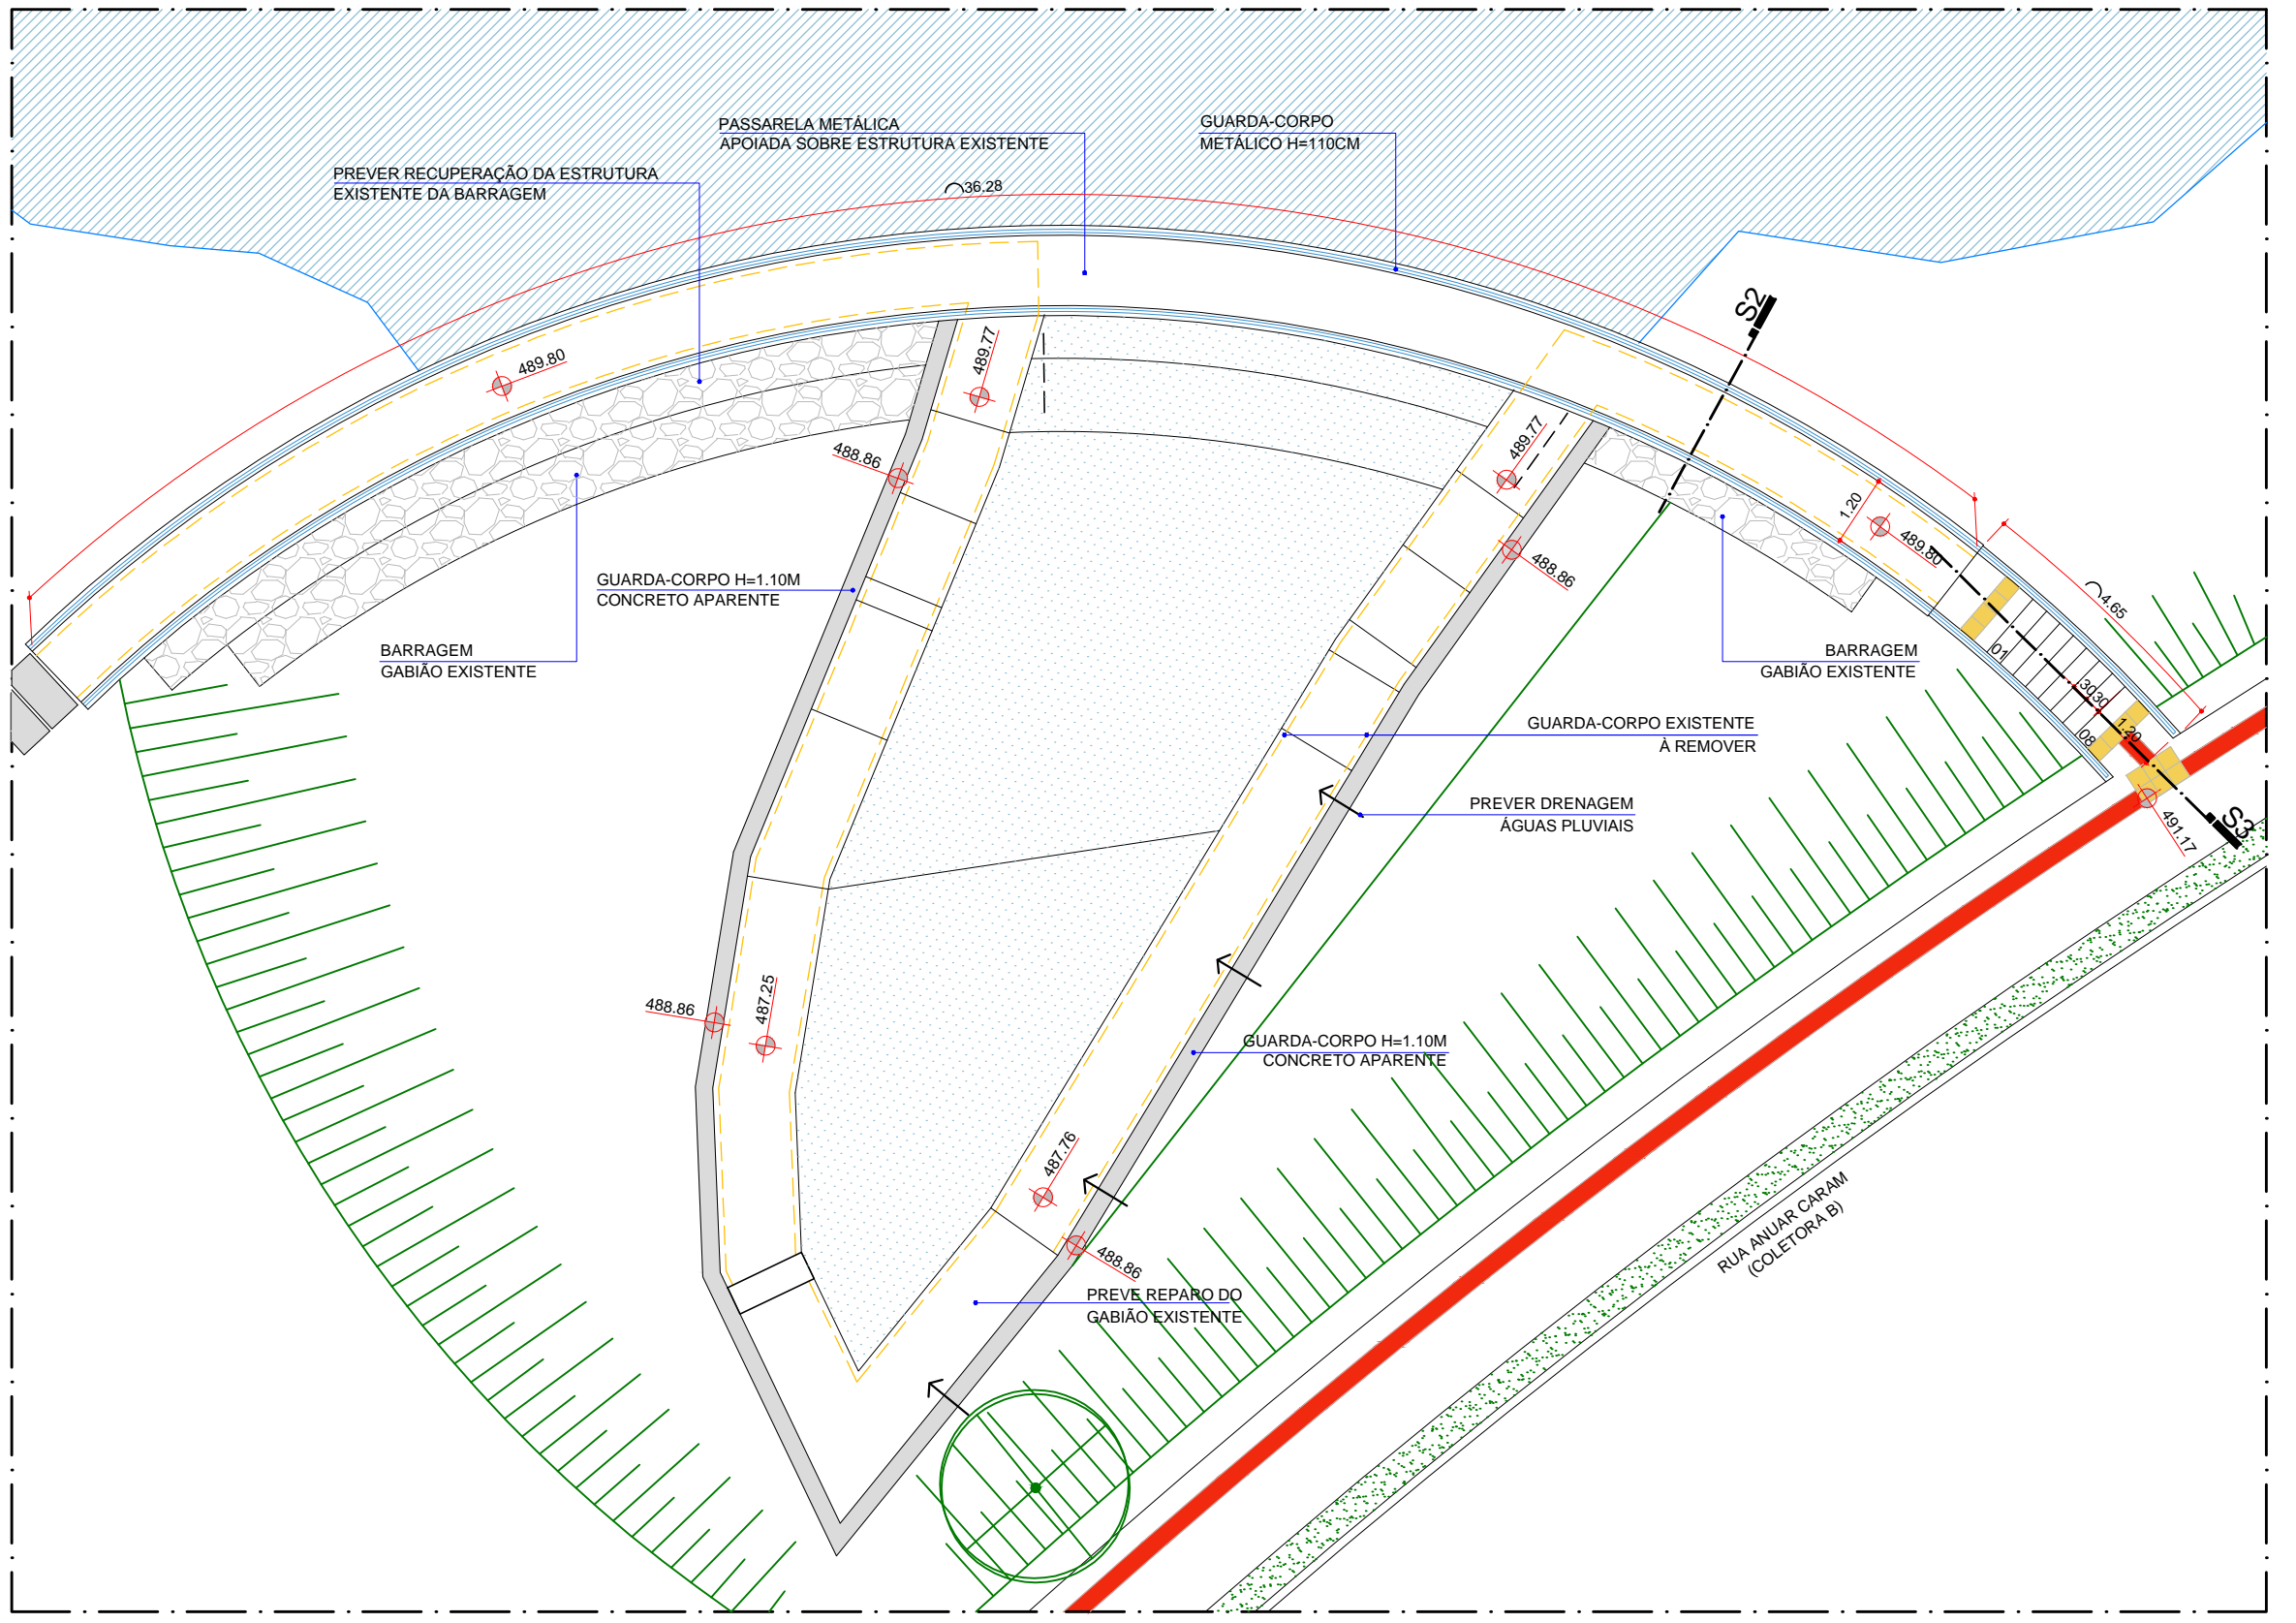 PASSARELA METÁLICA
APOIADA SOBRE ESTRUTURA EXISTENTE
GUARDA-CORPO
METÁLICO H=110CM
PREVER RECUPERAÇÃO DA ESTRUTURA
EXISTENTE DA BARRAGEM
36.28
S2
489.80
489.77
489.77
488.86
488.86
1.20
489.80
4.65
GUARDA-CORPO H=1.10M
CONCRETO APARENTE
BARRAGEM
GABIÃO EXISTENTE
BARRAGEM
GABIÃO EXISTENTE
01
3030
1.20
08
GUARDA-CORPO EXISTENTE
À REMOVER
PREVER DRENAGEM
ÁGUAS PLUVIAIS
S3
491.17
488.86
487.25
GUARDA-CORPO H=1.10M
CONCRETO APARENTE
487.76
488.86
PREVE REPARO DO
GABIÃO EXISTENTE
RUA ANUAR CARAM
(COLETORA B)